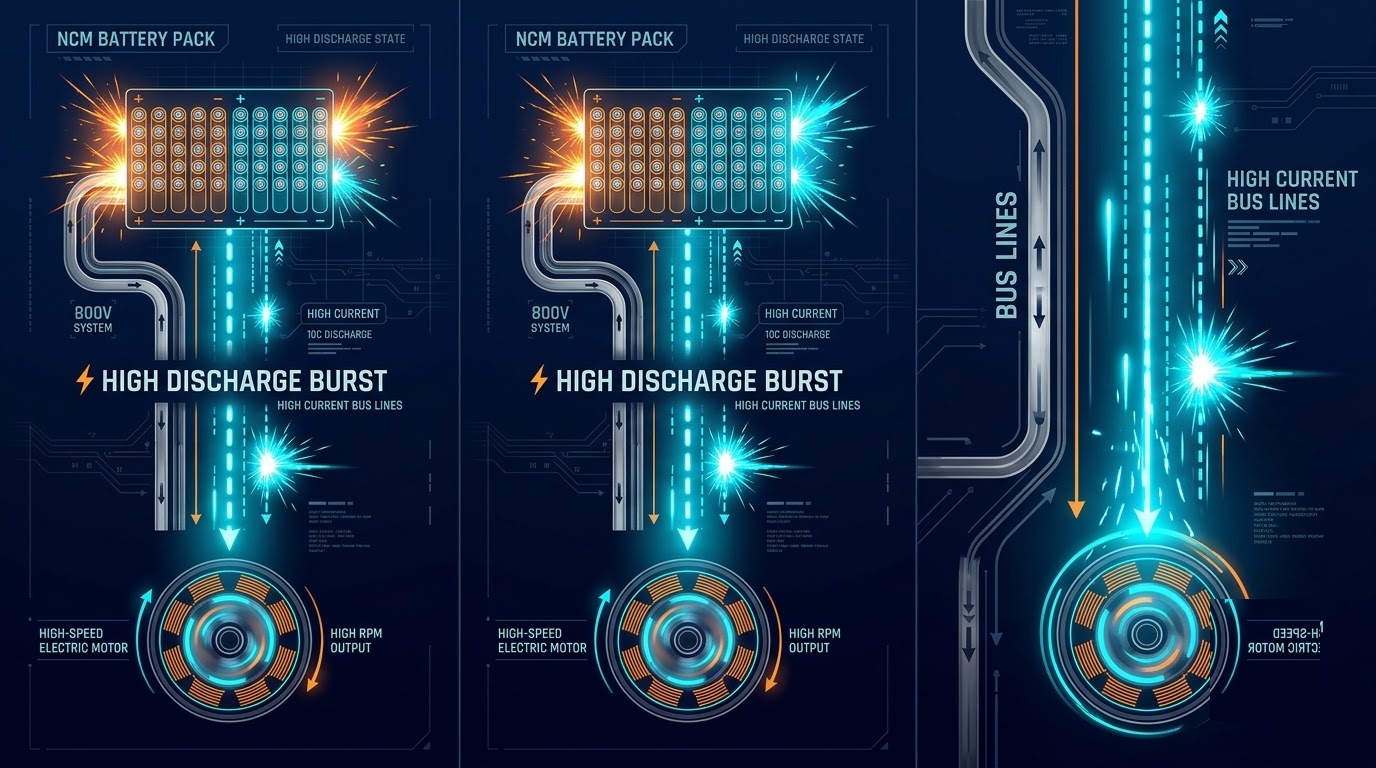 NCM BATTERY PACK
HIGH DISCHARGE STATE
+ - + -
+ - + -
800V
SYSTEM
HIGH CURRENT
10C DISCHARGE
HIGH DISCHARGE BURST
HIGH CURRENT BUS LINES
HIGH-SPEED
ELECTRIC MOTOR
HIGH RPM
OUTPUT
NCM BATTERY PACK
HIGH DISCHARGE STATE
+ - + -
+ - + -
800V
SYSTEM
HIGH CURRENT
10C DISCHARGE
HIGH DISCHARGE BURST
HIGH CURRENT BUS LINES
HIGH-SPEED
ELECTRIC MOTOR
HIGH RPM
OUTPUT
BUS LINES
HIGH CURRENT
BUS LINES
H-SPEED
CTRIC MOTOR